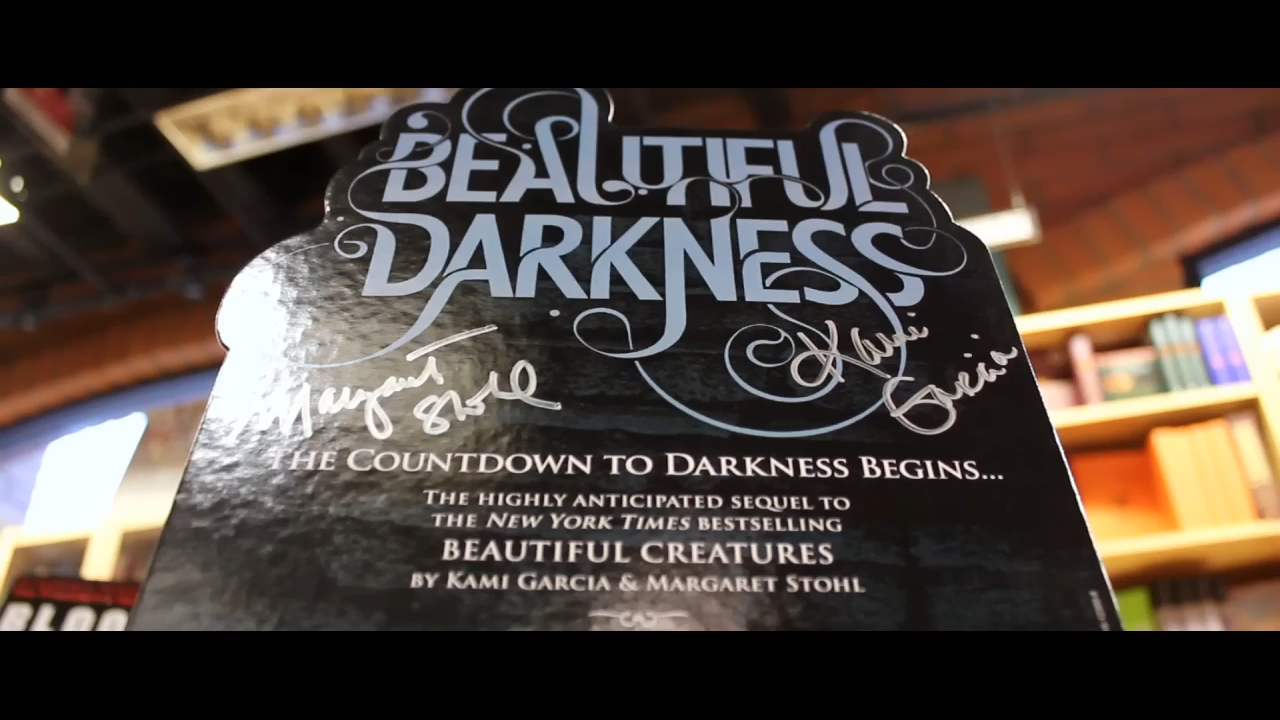 BEAUTIFUL
DARKNESS
Margaret Stohl
Kami Garcia
THE COUNTDOWN TO DARKNESS BEGINS...
THE HIGHLY ANTICIPATED SEQUEL TO
THE NEW YORK TIMES BESTSELLING
BEAUTIFUL CREATURES
BY KAMI GARCIA & MARGARET STOHL
BLOO